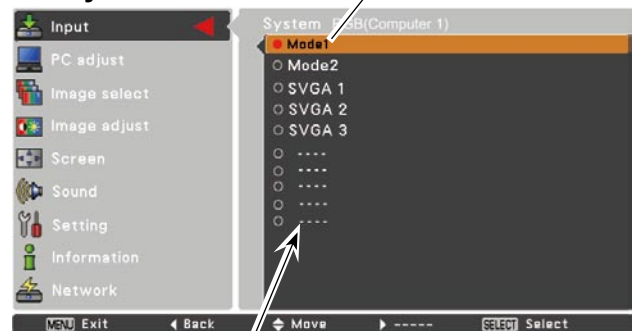 Input
PC adjust
Image select
Image adjust
Screen
Sound
Setting
Information
Network
System RGB(Computer 1)
Mode1
Mode2
SVGA 1
SVGA 2
SVGA 3
----
----
----
----
----
MENU Exit
Back
Move
-----
SELECT Select